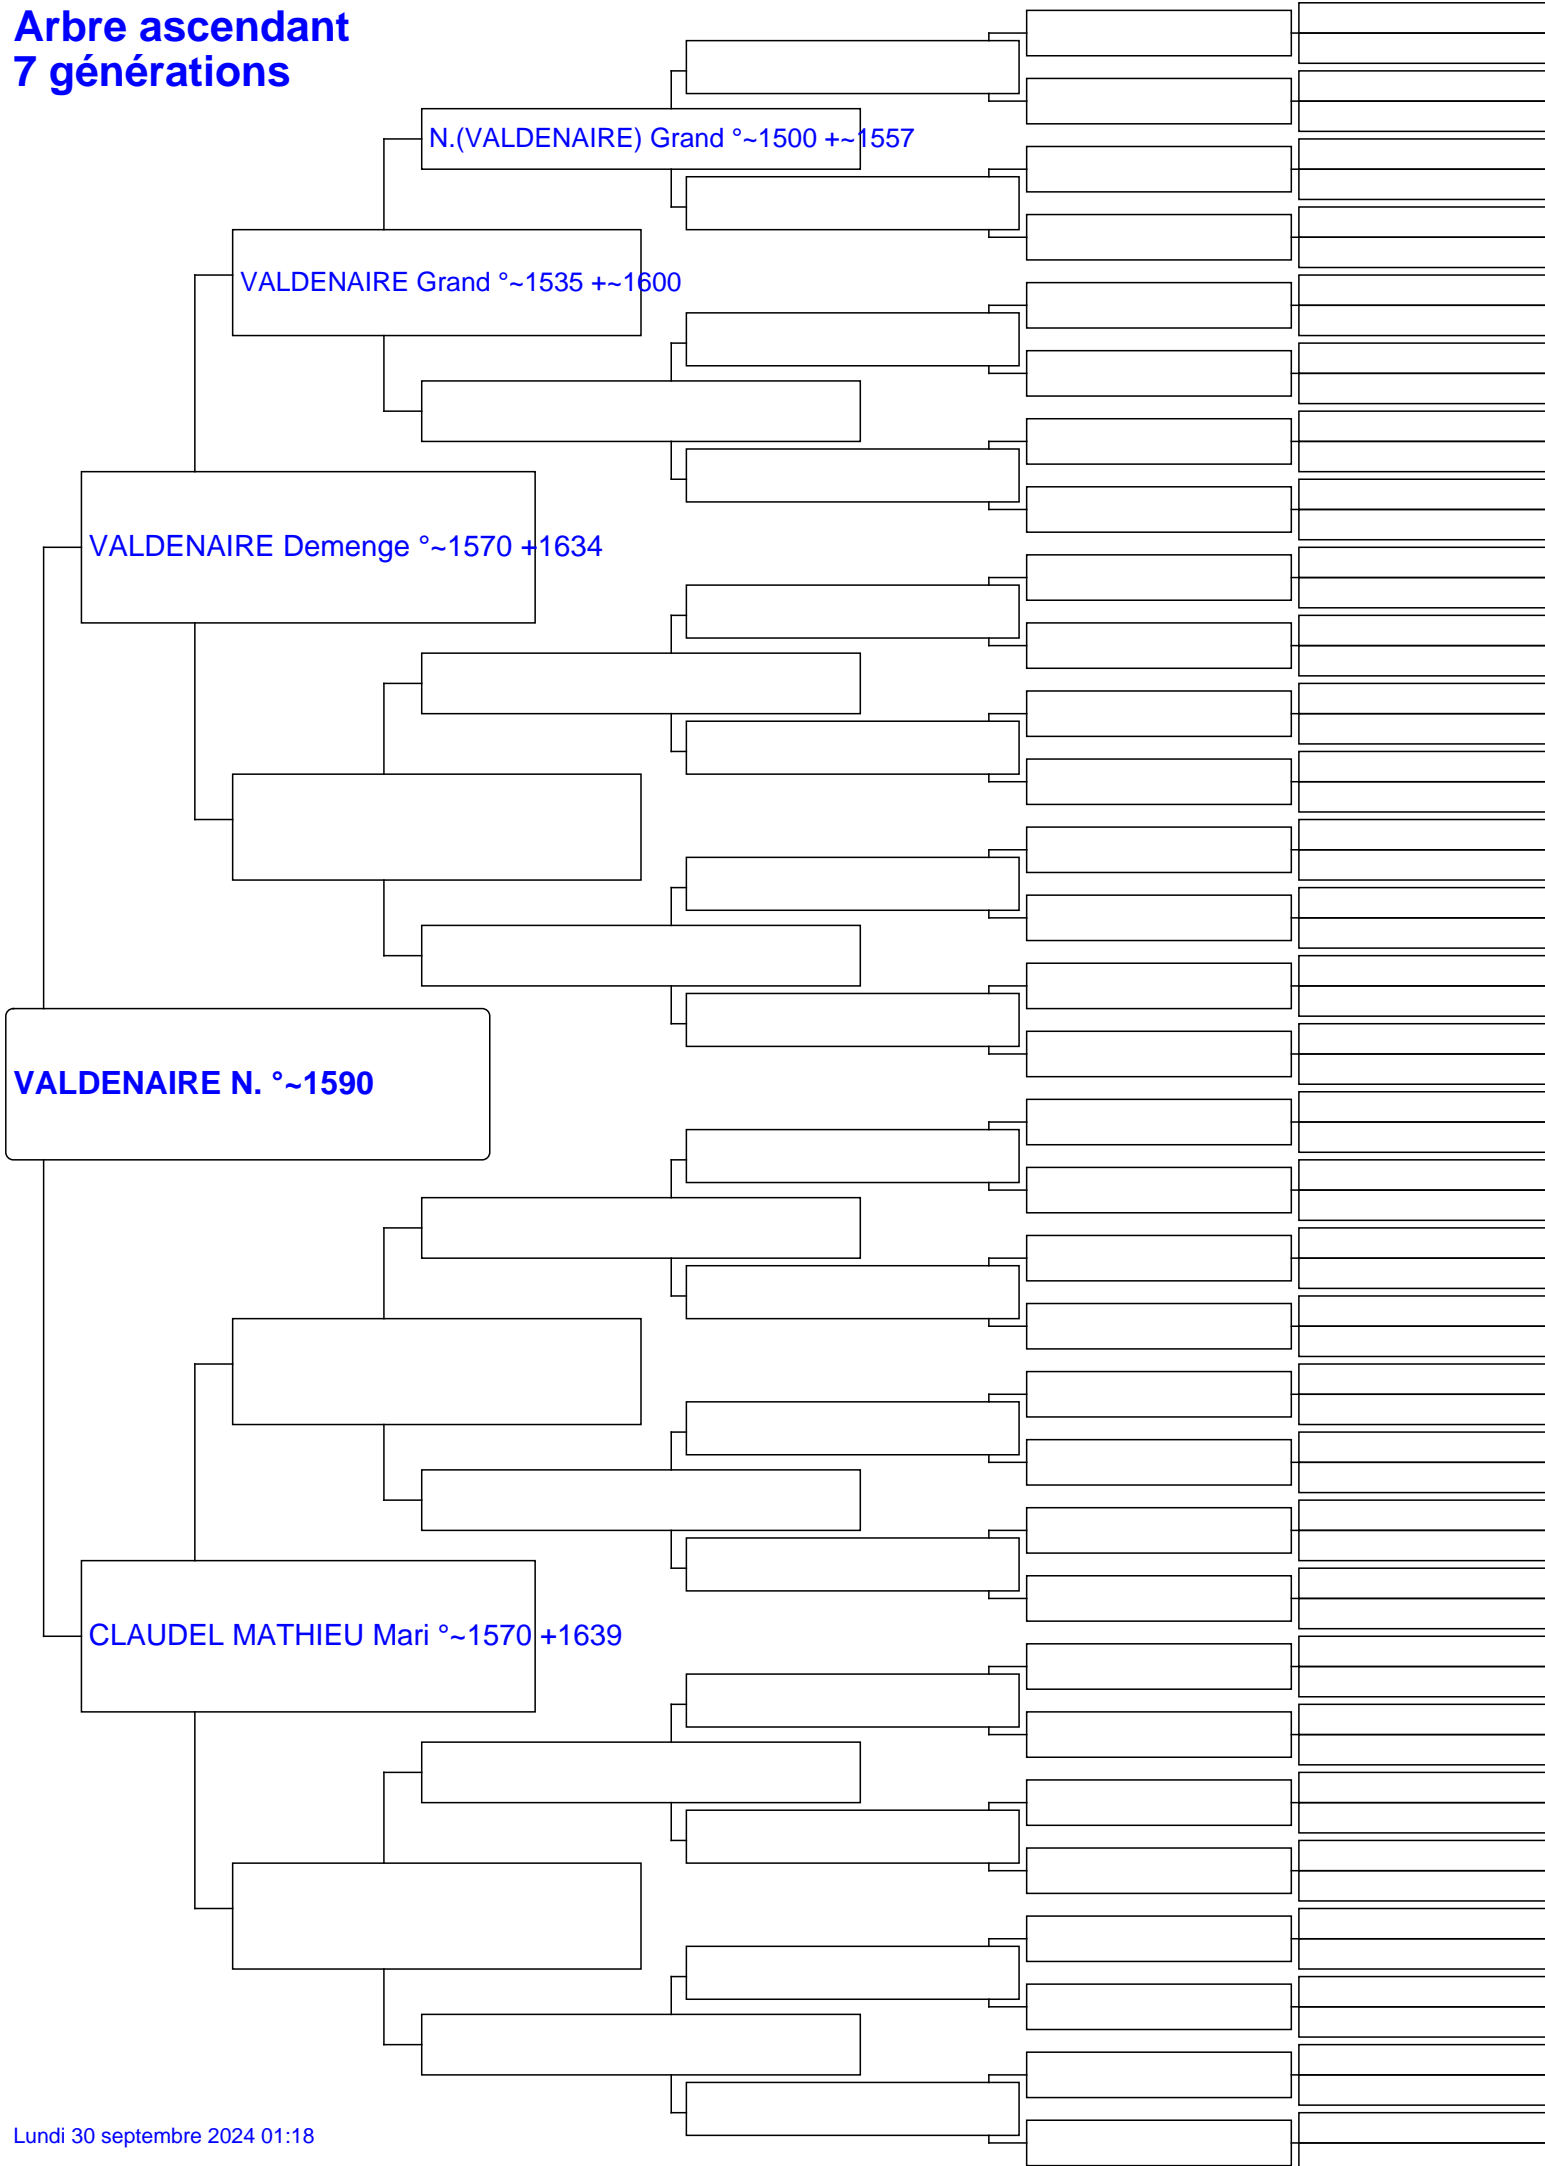 Arbre ascendant
7 générations
N.(VALDENAIRE) Grand °~1500 +~1557
VALDENAIRE Grand °~1535 +~1600
VALDENAIRE Demenge °~1570 +1634
VALDENAIRE N. °~1590
CLAUDEL MATHIEU Mari °~1570 +1639
Lundi 30 septembre 2024 01:18